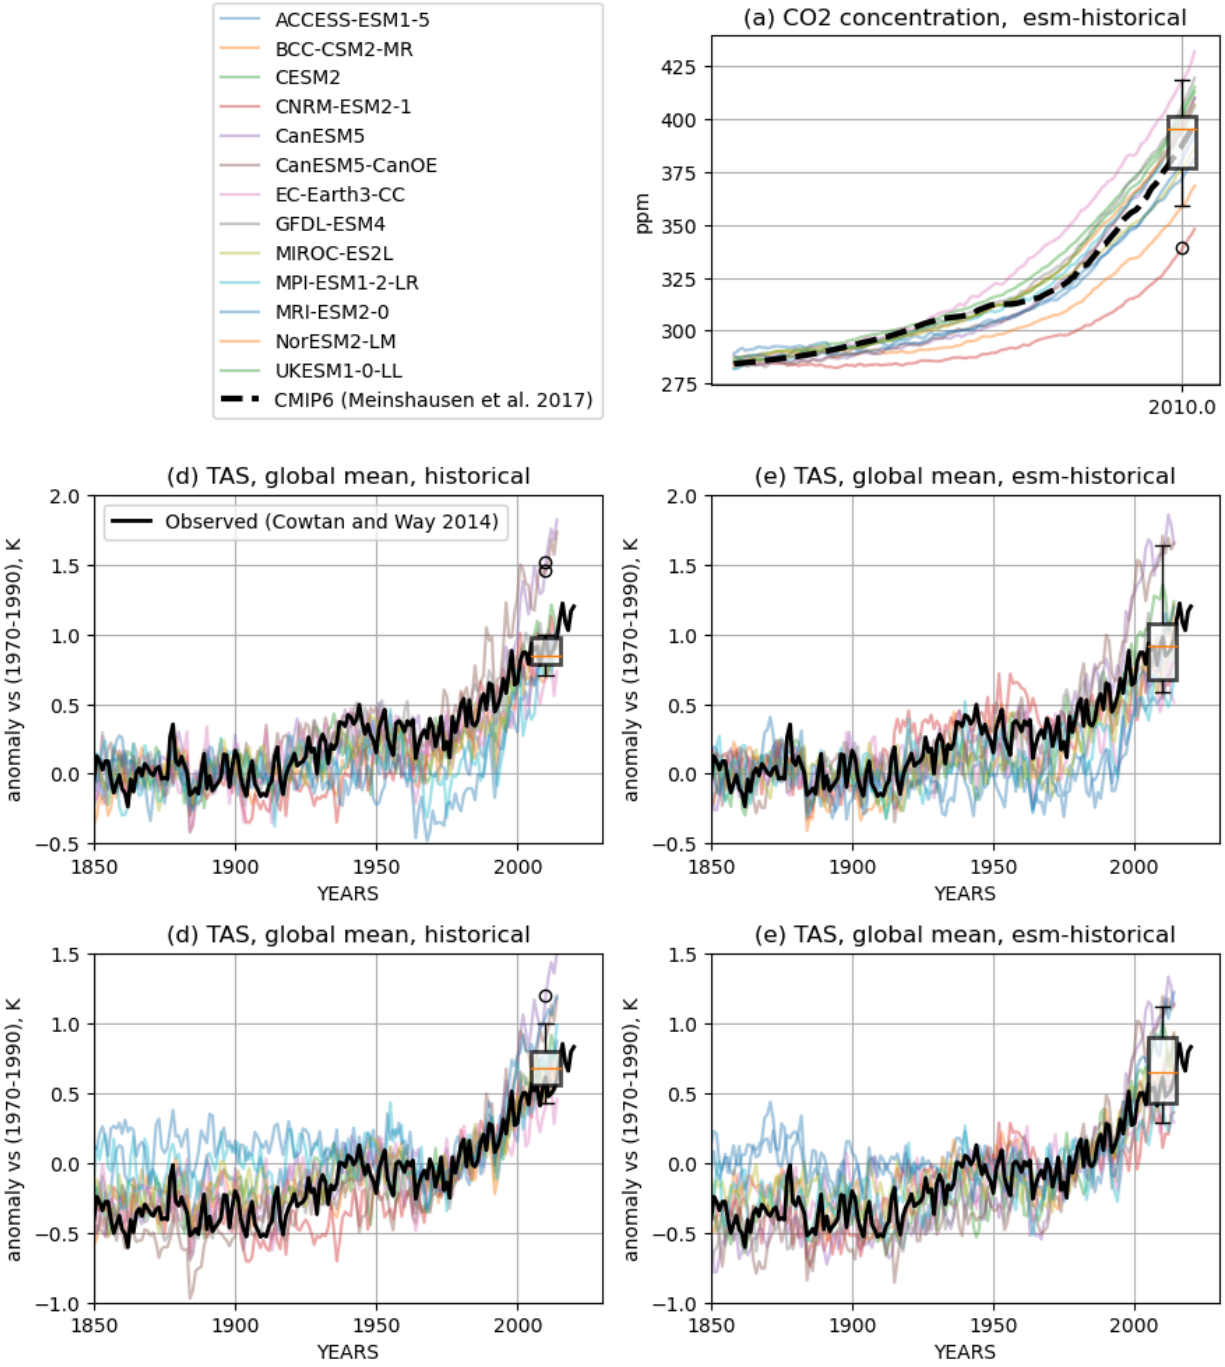 ACCESS-ESM1-5
BCC-CSM2-MR
CESM2
CNRM-ESM2-1
CanESM5
CanESM5-CanOE
EC-Earth3-CC
GFDL-ESM4
MIROC-ES2L
MPI-ESM1-2-LR
MRI-ESM2-0
NorESM2-LM
UKESM1-0-LL
CMIP6 (Meinshausen et al. 2017)
(a) CO2 concentration,  esm-historical
ppm
425
400
375
350
325
300
275
2010.0
(d) TAS, global mean, historical
Observed (Cowtan and Way 2014)
anomaly vs (1970-1990), K
2.0
1.5
1.0
0.5
0.0
−0.5
1850 1900 1950 2000
YEARS
(e) TAS, global mean, esm-historical
anomaly vs (1970-1990), K
2.0
1.5
1.0
0.5
0.0
−0.5
1850 1900 1950 2000
YEARS
(d) TAS, global mean, historical
anomaly vs (1970-1990), K
1.5
1.0
0.5
0.0
−0.5
−1.0
1850 1900 1950 2000
YEARS
(e) TAS, global mean, esm-historical
anomaly vs (1970-1990), K
1.5
1.0
0.5
0.0
−0.5
−1.0
1850 1900 1950 2000
YEARS